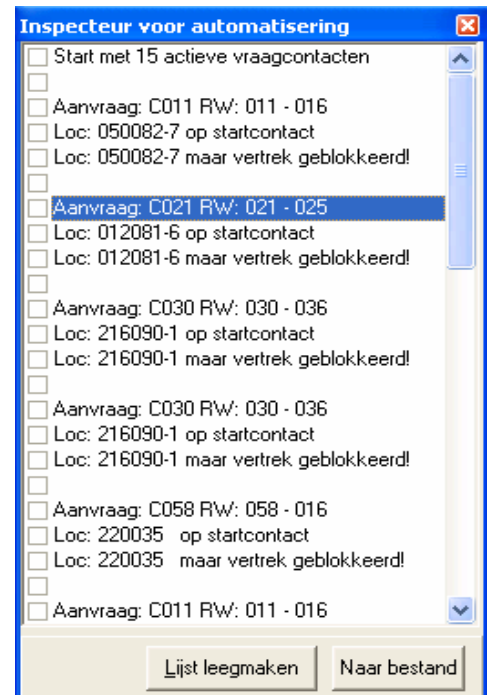 Inspecteur voor automatisering
Start met 15 actieve vraagcontacten
Aanvraag: C011 RW: 011 - 016
Loc: 050082-7 op startcontact
Loc: 050082-7 maar vertrek geblokkeerd!
Aanvraag: C021 RW: 021 - 025
Loc: 012081-6 op startcontact
Loc: 012081-6 maar vertrek geblokkeerd!
Aanvraag: C030 RW: 030 - 036
Loc: 216090-1 op startcontact
Loc: 216090-1 maar vertrek geblokkeerd!
Aanvraag: C030 RW: 030 - 036
Loc: 216090-1 op startcontact
Loc: 216090-1 maar vertrek geblokkeerd!
Aanvraag: C058 RW: 058 - 016
Loc: 220035 op startcontact
Loc: 220035 maar vertrek geblokkeerd!
Aanvraag: C011 RW: 011 - 016
Lijst leegmaken Naar bestand